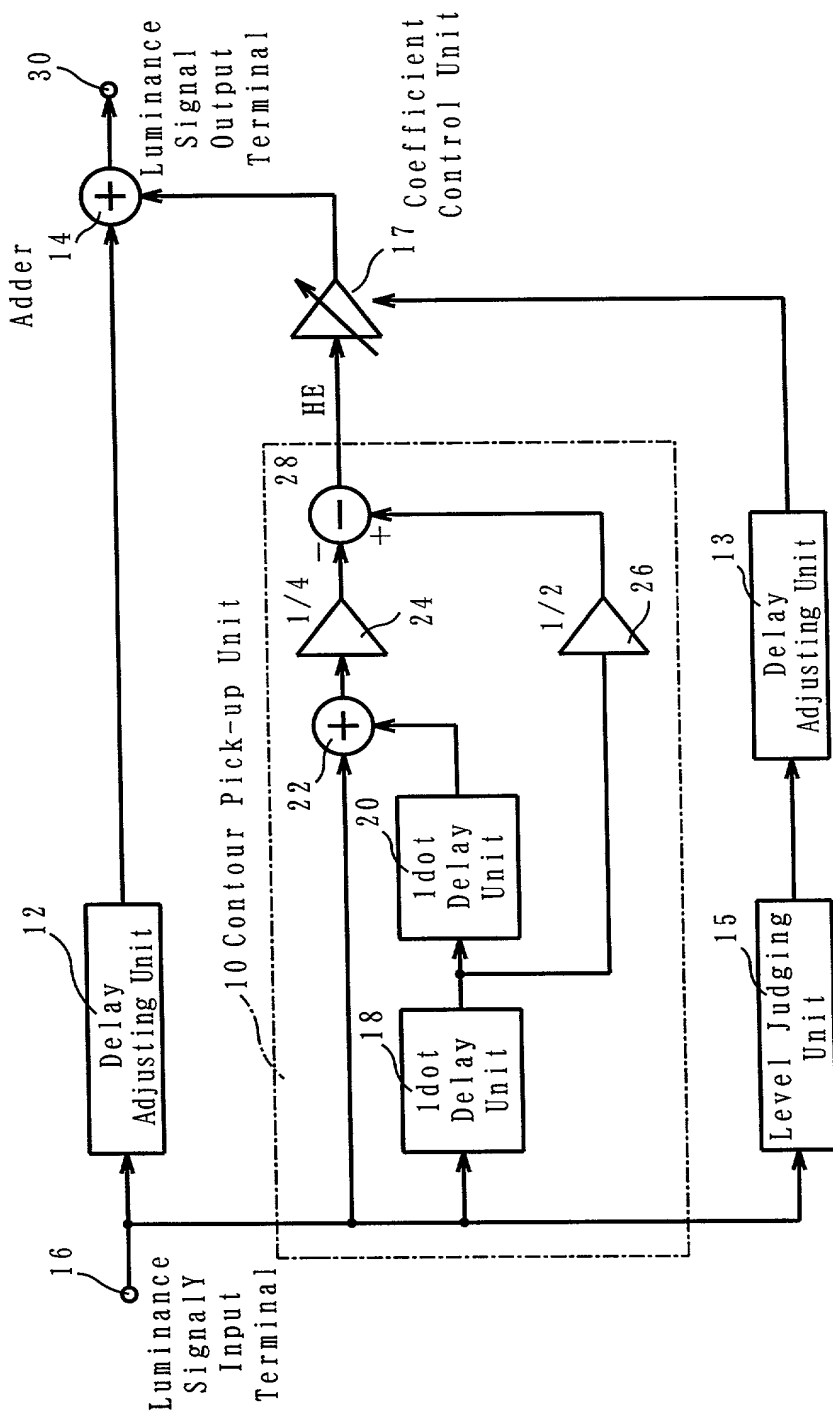 16
Luminance
SignalY
Input
Terminal
12
Delay
Adjusting Unit
Adder
14
30
Luminance
Signal
Output
Terminal
10 Contour Pick-up Unit
18
1dot
Delay
Unit
20
1dot
Delay
Unit
22
+
1/4
24
1/2
26
28
−
−
+
HE
17
Coefficient
Control Unit
+
15
Level Judging
Unit
13
Delay
Adjusting Unit